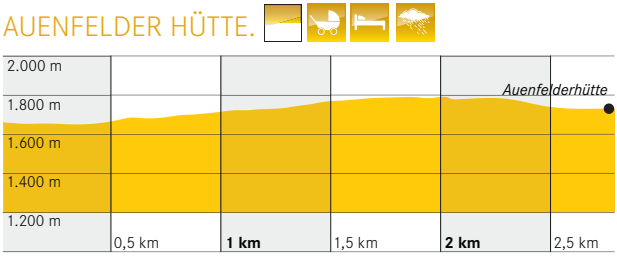 AUENFELDER HÜTTE.
2.000 m
Auenfelderhütte
1.800 m
1.600 m
1.400 m
1.200 m
0,5 km
1 km
1,5 km
2 km
2,5 km